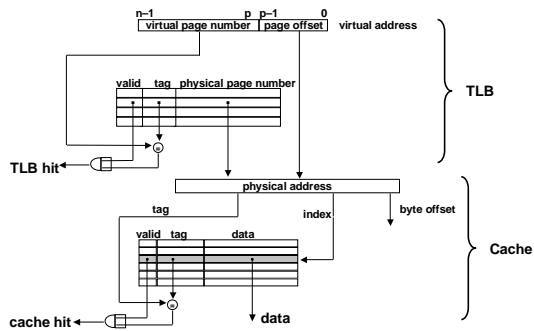 n–1 p p–1 0
virtual page number page offset virtual address
valid tag physical page number
TLB
=
TLB hit
physical address
tag index byte offset
valid tag data
Cache
=
cache hit data